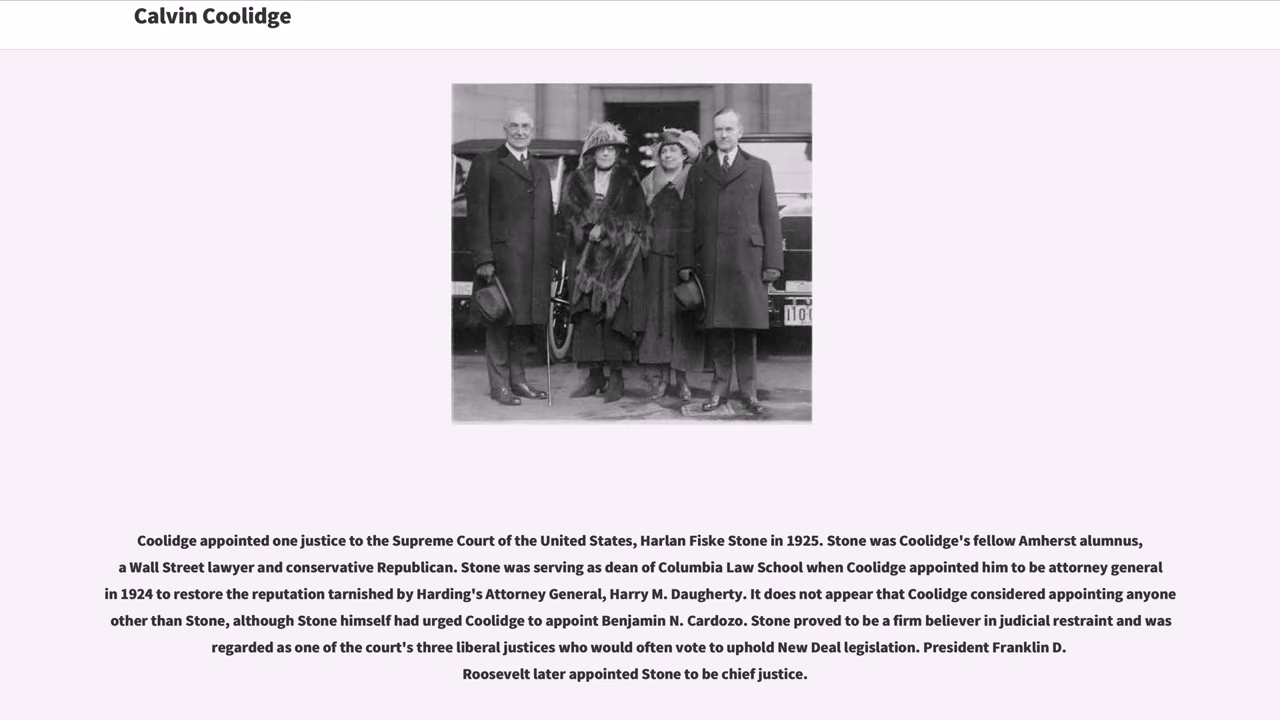 Calvin Coolidge
Coolidge appointed one justice to the Supreme Court of the United States, Harlan Fiske Stone in 1925. Stone was Coolidge's fellow Amherst alumnus,
a Wall Street lawyer and conservative Republican. Stone was serving as dean of Columbia Law School when Coolidge appointed him to be attorney general
in 1924 to restore the reputation tarnished by Harding's Attorney General, Harry M. Daugherty. It does not appear that Coolidge considered appointing anyone
other than Stone, although Stone himself had urged Coolidge to appoint Benjamin N. Cardozo. Stone proved to be a firm believer in judicial restraint and was
regarded as one of the court's three liberal justices who would often vote to uphold New Deal legislation. President Franklin D.
Roosevelt later appointed Stone to be chief justice.